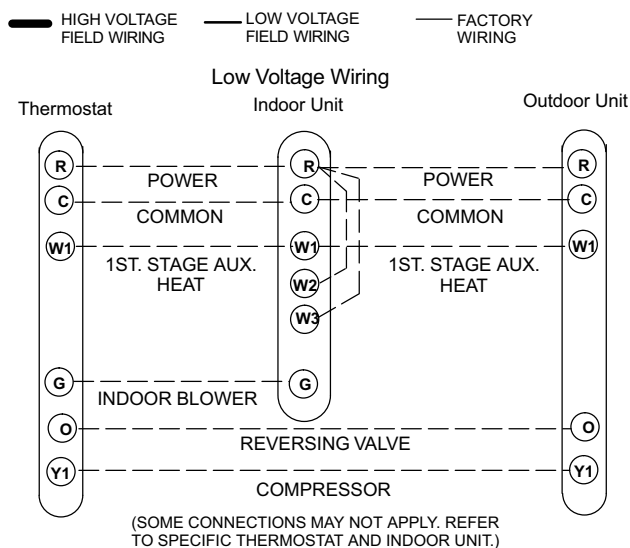 HIGH VOLTAGE
FIELD WIRING
LOW VOLTAGE
FIELD WIRING
FACTORY
WIRING
Low Voltage Wiring
Thermostat
Indoor Unit
Outdoor Unit
R
POWER
R
POWER
R
C
COMMON
C
COMMON
C
W1
1ST. STAGE AUX.
HEAT
W1
1ST. STAGE AUX.
HEAT
W1
W2
W3
G
INDOOR BLOWER
G
O
REVERSING VALVE
O
Y1
COMPRESSOR
Y1
(SOME CONNECTIONS MAY NOT APPLY. REFER
TO SPECIFIC THERMOSTAT AND INDOOR UNIT.)